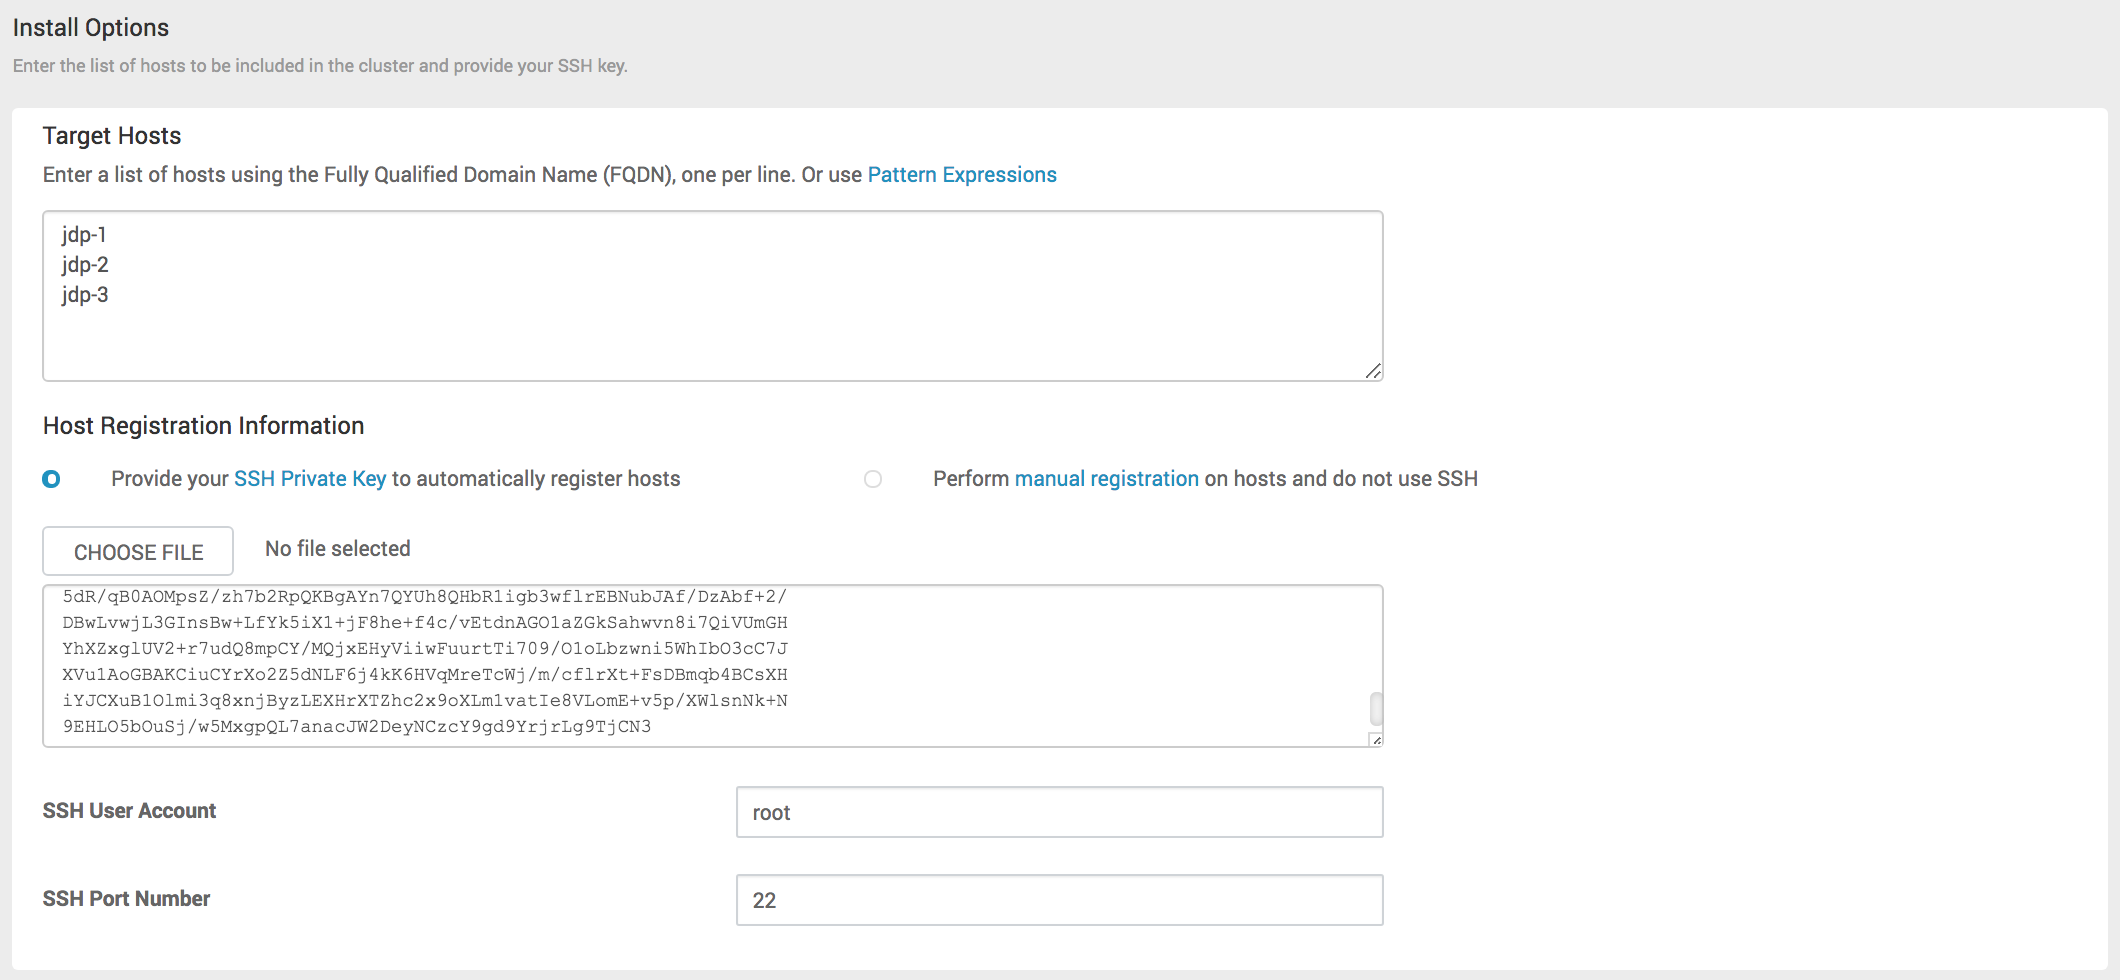 Install Options
Enter the list of hosts to be included in the cluster and provide your SSH key.
Target Hosts
Enter a list of hosts using the Fully Qualified Domain Name (FQDN), one per line. Or use Pattern Expressions
jdp-1
jdp-2
jdp-3
Host Registration Information
Provide your SSH Private Key to automatically register hosts
Perform manual registration on hosts and do not use SSH
CHOOSE FILE
No file selected
5dR/qB0AOMpsZ/zh7b2RpQKBgAYn7QYUh8QHbR1igb3wflrEBNubJAf/DzAbf+2/
DBwLvwjL3GInsBw+LfYk5iX1+jF8he+f4c/vEtdnAGO1aZGkSahwvn8i7QiVUmGH
YhXZxglUV2+r7udQ8mpCY/MQjxEHyViiwFuurtTi709/O1oLbzwni5WhIbO3cC7J
XVu1AoGBAKCiuCYrXo2Z5dNLF6j4kK6HVqMreTcWj/m/cflrXt+FsDBmqb4BCsXH
iYJCXuB1Olmi3q8xnjByzLEXHrXTZhc2x9oXLm1vatIe8VLomE+v5p/XWlsnNk+N
9EHLO5bOuSj/w5MxgpQL7anacJW2DeyNCzcY9gd9YrjrLg9TjCN3
SSH User Account
root
SSH Port Number
22